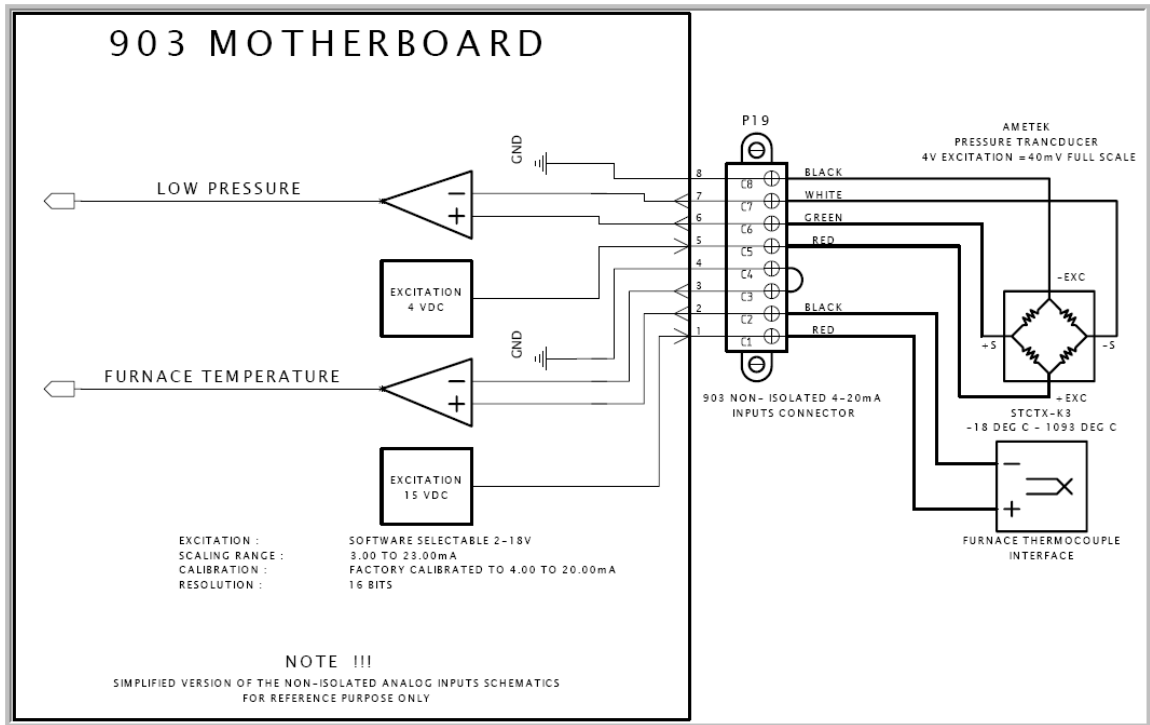 903 MOTHERBOARD
P19
AMETEK
PRESSURE TRANCDUCER
4V EXCITATION = 40mV FULL SCALE
GND
8
C8
BLACK
LOW PRESSURE
−
7
C7
WHITE
+
6
C6
GREEN
5
C5
RED
4
C4
-EXC
EXCITATION
4 VDC
3
C3
2
C2
BLACK
GND
1
C1
RED
+S
-S
FURNACE TEMPERATURE
−
+
903 NON- ISOLATED 4-20mA
INPUTS CONNECTOR
+EXC
STCTX-K3
-18 DEG C - 1093 DEG C
EXCITATION
15 VDC
−
+
FURNACE THERMOCOUPLE
INTERFACE
EXCITATION : SOFTWARE SELECTABLE 2-18V
SCALING RANGE : 3.00 TO 23.00mA
CALIBRATION : FACTORY CALIBRATED TO 4.00 TO 20.00mA
RESOLUTION : 16 BITS
NOTE !!!
SIMPLIFIED VERSION OF THE NON-ISOLATED ANALOG INPUTS SCHEMATICS
FOR REFERENCE PURPOSE ONLY